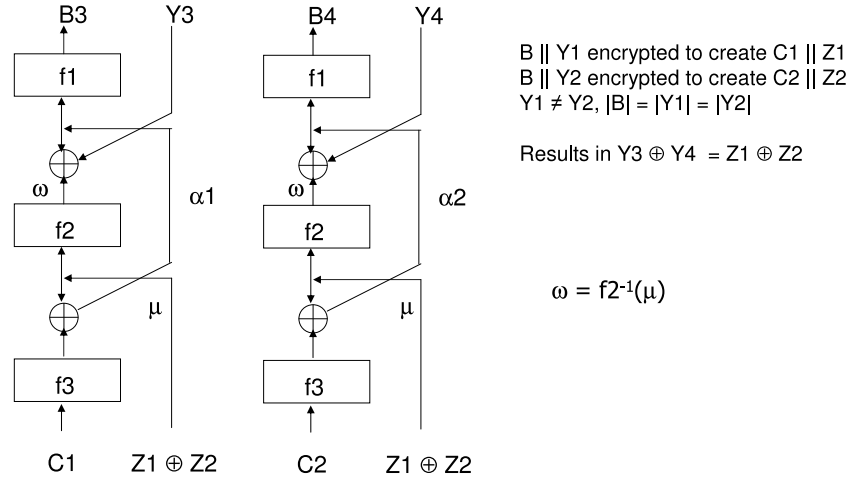 B3 Y3 B4 Y4
f1 f1
B || Y1 encrypted to create C1 || Z1
B || Y2 encrypted to create C2 || Z2
Y1 ≠ Y2, |B| = |Y1| = |Y2|
Results in Y3 ⊕ Y4 = Z1 ⊕ Z2
ω α1 ω α2
f2 f2
ω = f2⁻¹(μ)
μ μ
f3 f3
C1 Z1 ⊕ Z2 C2 Z1 ⊕ Z2